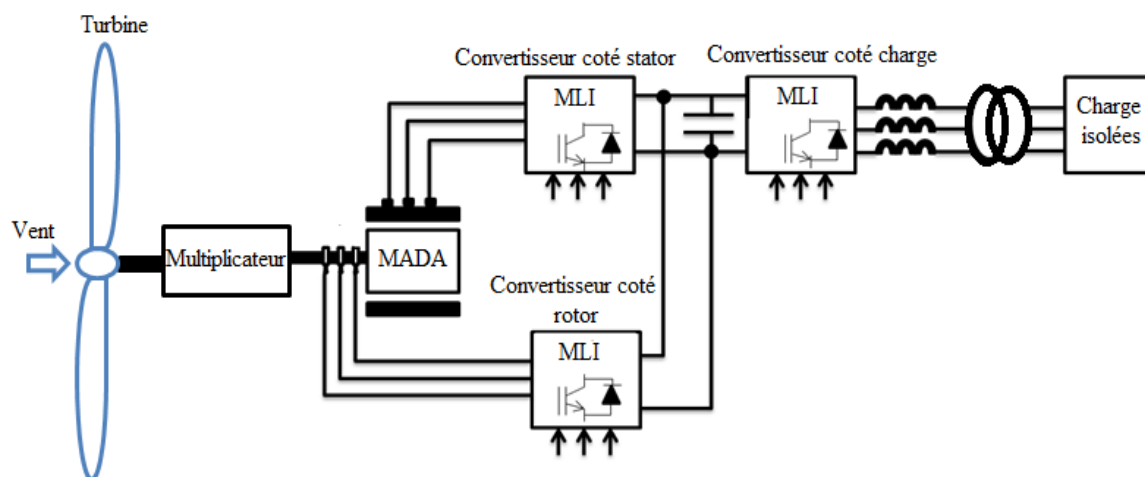 Turbine
Convertisseur coté stator
Convertisseur coté charge
MLI
MLI
Charge
isolées
Vent
Multiplicateur
MADA
Convertisseur coté
rotor
MLI